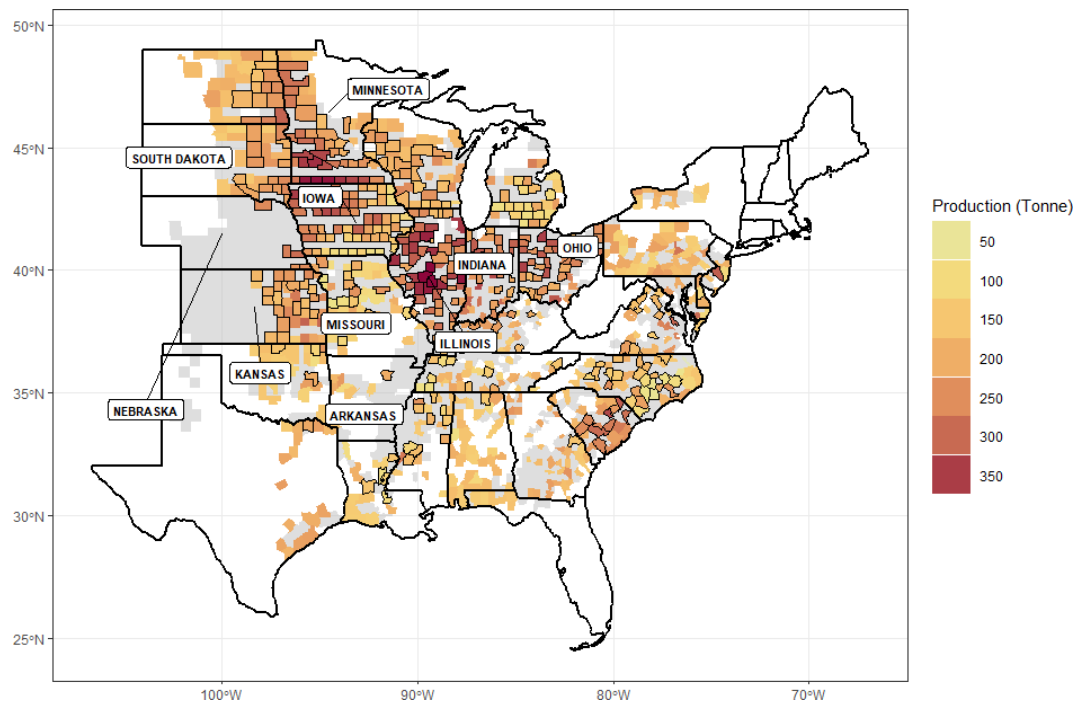 50°N
45°N
40°N
35°N
30°N
25°N
MINNESOTA
SOUTH DAKOTA
IOWA
OHIO
INDIANA
MISSOURI
ILLINOIS
KANSAS
NEBRASKA
ARKANSAS
100°W
90°W
80°W
70°W
Production (Tonne)
50
100
150
200
250
300
350